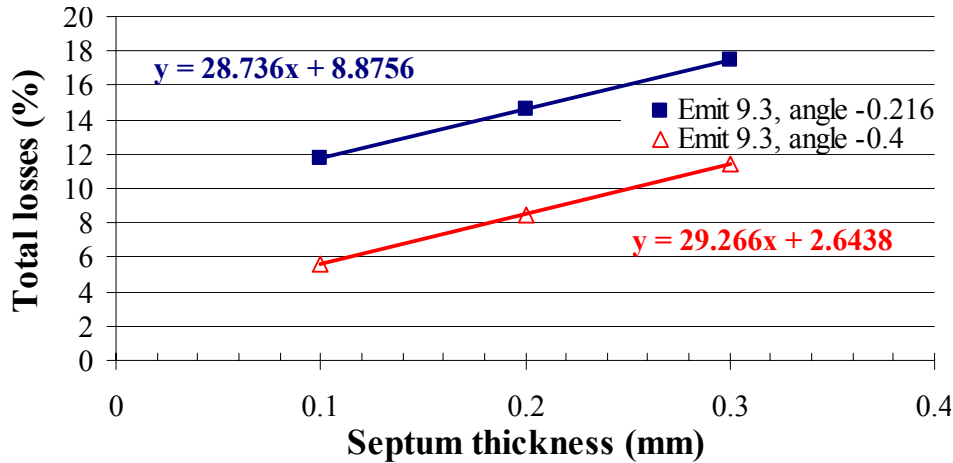 Total losses (%)
20
18
16
14
12
10
8
6
4
2
0
y = 28.736x + 8.8756
Emit 9.3, angle -0.216
Emit 9.3, angle -0.4
y = 29.266x + 2.6438
0 0.1 0.2 0.3 0.4
Septum thickness (mm)